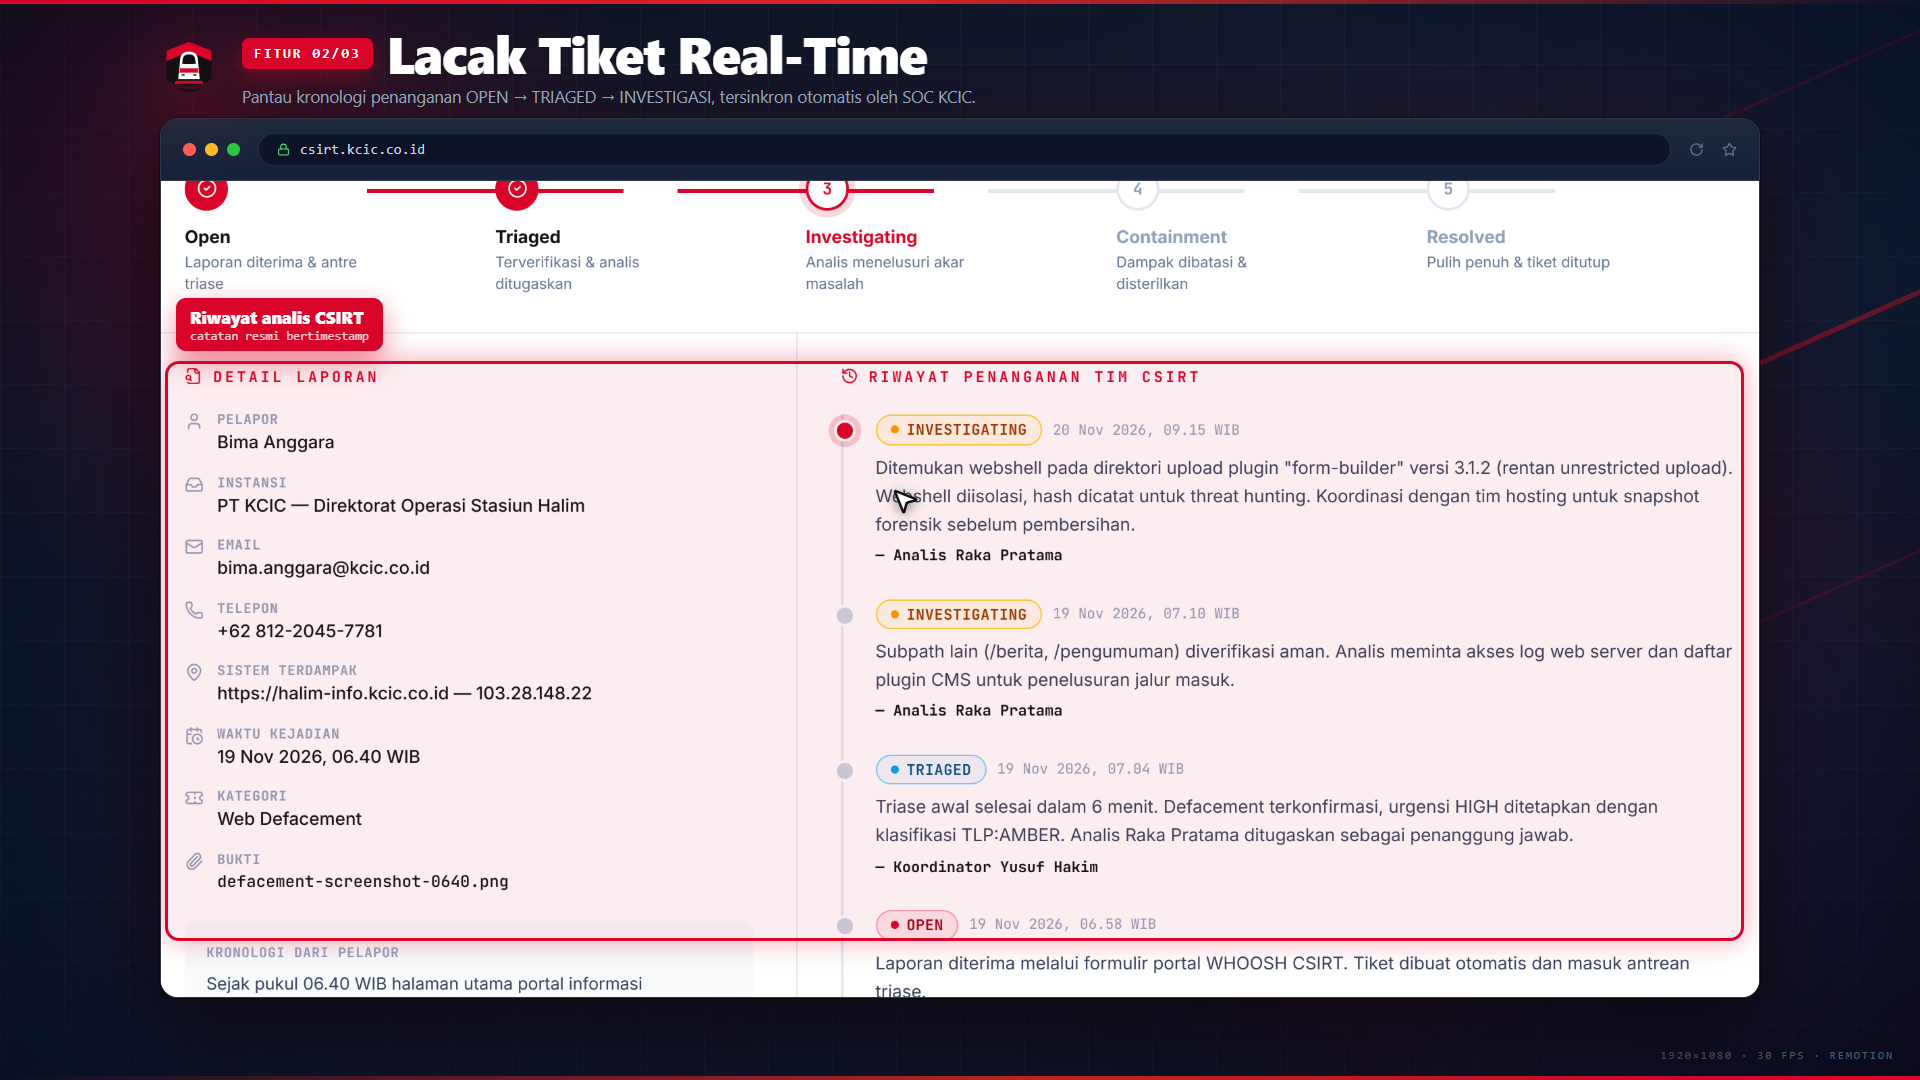 FITUR 02/03
Lacak Tiket Real-Time
Pantau kronologi penanganan OPEN → TRIAGED → INVESTIGASI, tersinkron otomatis oleh SOC KCIC.
csirt.kcic.co.id
3
4
5
Open
Laporan diterima & antre
triase
Triaged
Terverifikasi & analis
ditugaskan
Investigating
Analis menelusuri akar
masalah
Containment
Dampak dibatasi &
disterilkan
Resolved
Pulih penuh & tiket ditutup
Riwayat analis CSIRT
catatan resmi bertimestamp
DETAIL LAPORAN
PELAPOR
Bima Anggara
INSTANSI
PT KCIC — Direktorat Operasi Stasiun Halim
EMAIL
bima.anggara@kcic.co.id
TELEPON
+62 812-2045-7781
SISTEM TERDAMPAK
https://halim-info.kcic.co.id — 103.28.148.22
WAKTU KEJADIAN
19 Nov 2026, 06.40 WIB
KATEGORI
Web Defacement
BUKTI
defacement-screenshot-0640.png
KRONOLOGI DARI PELAPOR
Sejak pukul 06.40 WIB halaman utama portal informasi
RIWAYAT PENANGANAN TIM CSIRT
INVESTIGATING 20 Nov 2026, 09.15 WIB
Ditemukan webshell pada direktori upload plugin "form-builder" versi 3.1.2 (rentan unrestricted upload).
Webshell diisolasi, hash dicatat untuk threat hunting. Koordinasi dengan tim hosting untuk snapshot
forensik sebelum pembersihan.
— Analis Raka Pratama
INVESTIGATING 19 Nov 2026, 07.10 WIB
Subpath lain (/berita, /pengumuman) diverifikasi aman. Analis meminta akses log web server dan daftar
plugin CMS untuk penelusuran jalur masuk.
— Analis Raka Pratama
TRIAGED 19 Nov 2026, 07.04 WIB
Triase awal selesai dalam 6 menit. Defacement terkonfirmasi, urgensi HIGH ditetapkan dengan
klasifikasi TLP:AMBER. Analis Raka Pratama ditugaskan sebagai penanggung jawab.
— Koordinator Yusuf Hakim
OPEN 19 Nov 2026, 06.58 WIB
Laporan diterima melalui formulir portal WHOOSH CSIRT. Tiket dibuat otomatis dan masuk antrean
triase.
1920×1080 · 30 FPS · REMOTION